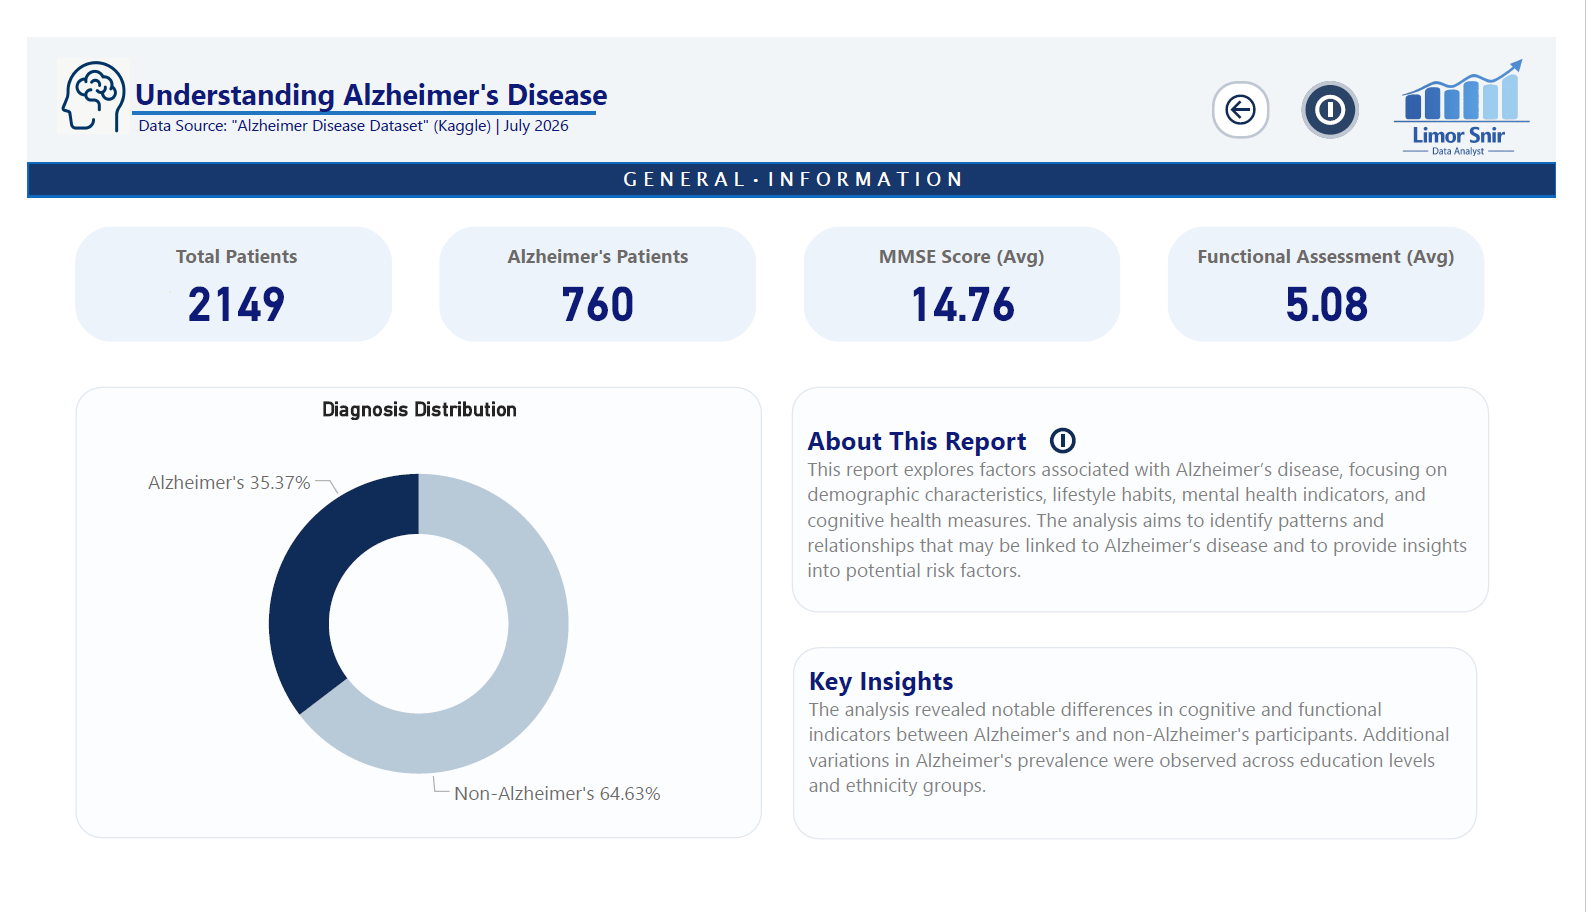 Understanding Alzheimer's Disease
Data Source: "Alzheimer Disease Dataset" (Kaggle) | July 2026
Limor Snir
Data Analyst
GENERAL·INFORMATION
Total Patients
2149
Alzheimer's Patients
760
MMSE Score (Avg)
14.76
Functional Assessment (Avg)
5.08
Diagnosis Distribution
Alzheimer's 35.37%
Non-Alzheimer's 64.63%
About This Report
This report explores factors associated with Alzheimer’s disease, focusing on
demographic characteristics, lifestyle habits, mental health indicators, and
cognitive health measures. The analysis aims to identify patterns and
relationships that may be linked to Alzheimer’s disease and to provide insights
into potential risk factors.
Key Insights
The analysis revealed notable differences in cognitive and functional
indicators between Alzheimer's and non-Alzheimer's participants. Additional
variations in Alzheimer's prevalence were observed across education levels
and ethnicity groups.